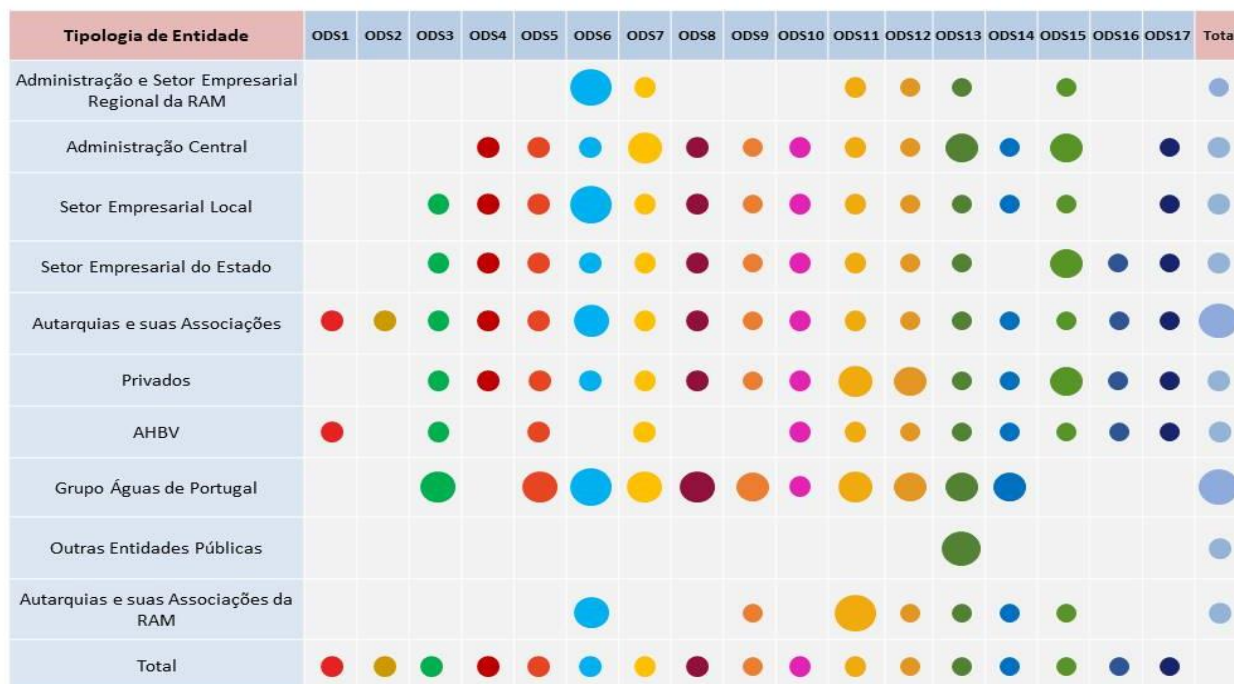 Tipologia de Entidade ODS1 ODS2 ODS3 ODS4 ODS5 ODS6 ODS7 ODS8 ODS9 ODS10 ODS11 ODS12 ODS13 ODS14 ODS15 ODS16 ODS17 Total
Administração e Setor Empresarial
Regional da RAM
Administração Central
Setor Empresarial Local
Setor Empresarial do Estado
Autarquias e suas Associações
Privados
AHBV
Grupo Águas de Portugal
Outras Entidades Públicas
Autarquias e suas Associações da
RAM
Total